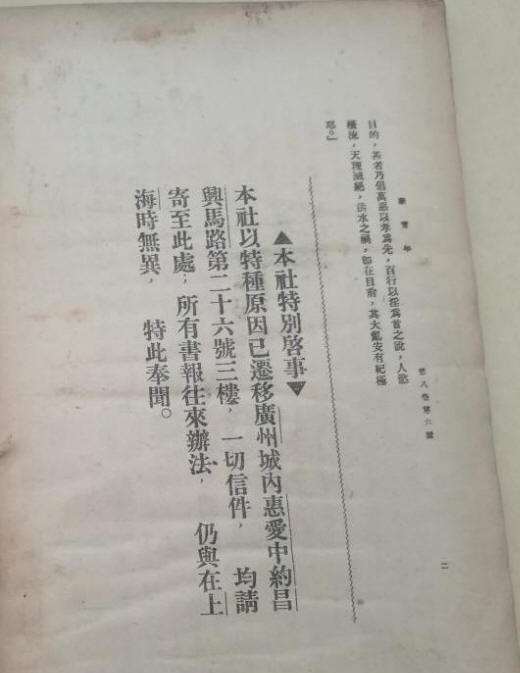 新青年
第八卷第六號
二
目的，甚者乃倡萬惡以孝爲先，百行以淫爲首之說，人慾
橫流，天理滅絕，洪水之禍，卽在目前，其大亂安有紀極
耶。」
▲本社特別啓事▼
本社以特種原因已遷移廣州城內惠愛中約昌
興馬路第二十六號三樓，一切信件，均請
寄至此處，所有書報往來辦法，仍與在上
海時無異，特此奉聞。